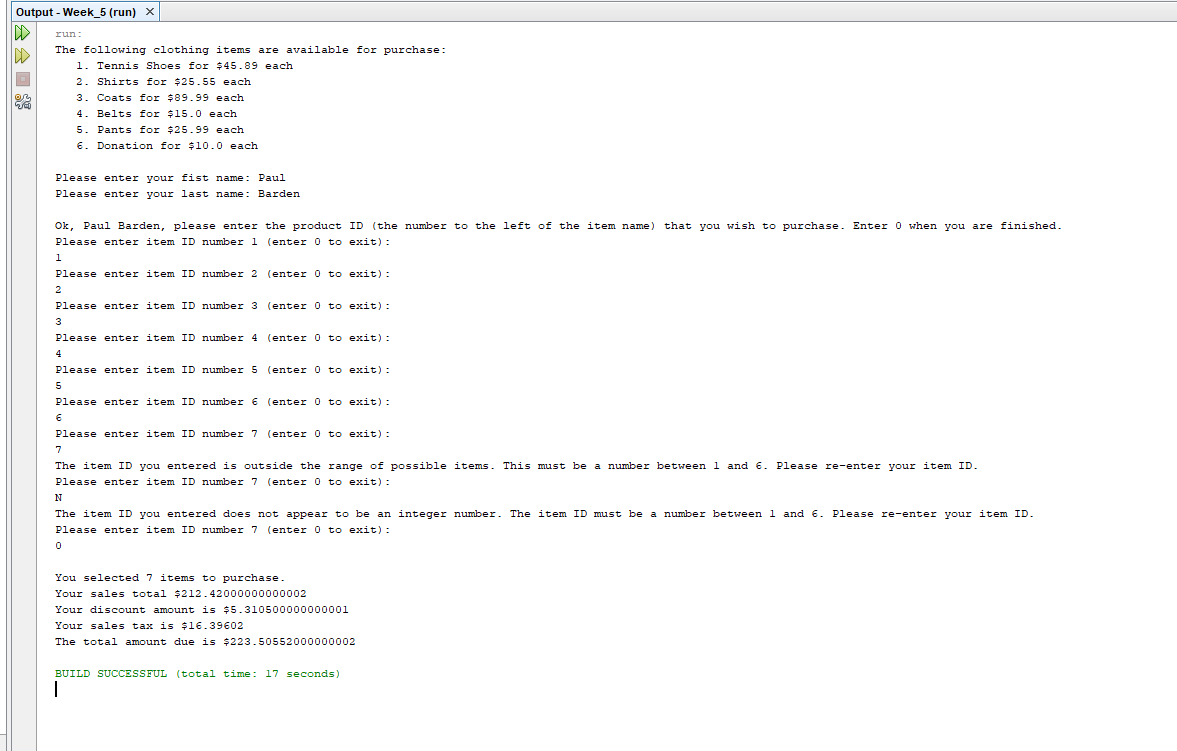 Output - Week_5 (run) ×
run:
The following clothing items are available for purchase:
1. Tennis Shoes for $45.89 each
2. Shirts for $25.55 each
3. Coats for $89.99 each
4. Belts for $15.0 each
5. Pants for $25.99 each
6. Donation for $10.0 each
Please enter your fist name: Paul
Please enter your last name: Barden
Ok, Paul Barden, please enter the product ID (the number to the left of the item name) that you wish to purchase. Enter 0 when you are finished.
Please enter item ID number 1 (enter 0 to exit):
1
Please enter item ID number 2 (enter 0 to exit):
2
Please enter item ID number 3 (enter 0 to exit):
3
Please enter item ID number 4 (enter 0 to exit):
4
Please enter item ID number 5 (enter 0 to exit):
5
Please enter item ID number 6 (enter 0 to exit):
6
Please enter item ID number 7 (enter 0 to exit):
7
The item ID you entered is outside the range of possible items. This must be a number between 1 and 6. Please re-enter your item ID.
Please enter item ID number 7 (enter 0 to exit):
N
The item ID you entered does not appear to be an integer number. The item ID must be a number between 1 and 6. Please re-enter your item ID.
Please enter item ID number 7 (enter 0 to exit):
0
You selected 7 items to purchase.
Your sales total $212.42000000000002
Your discount amount is $5.310500000000001
Your sales tax is $16.39602
The total amount due is $223.50552000000002
BUILD SUCCESSFUL (total time: 17 seconds)